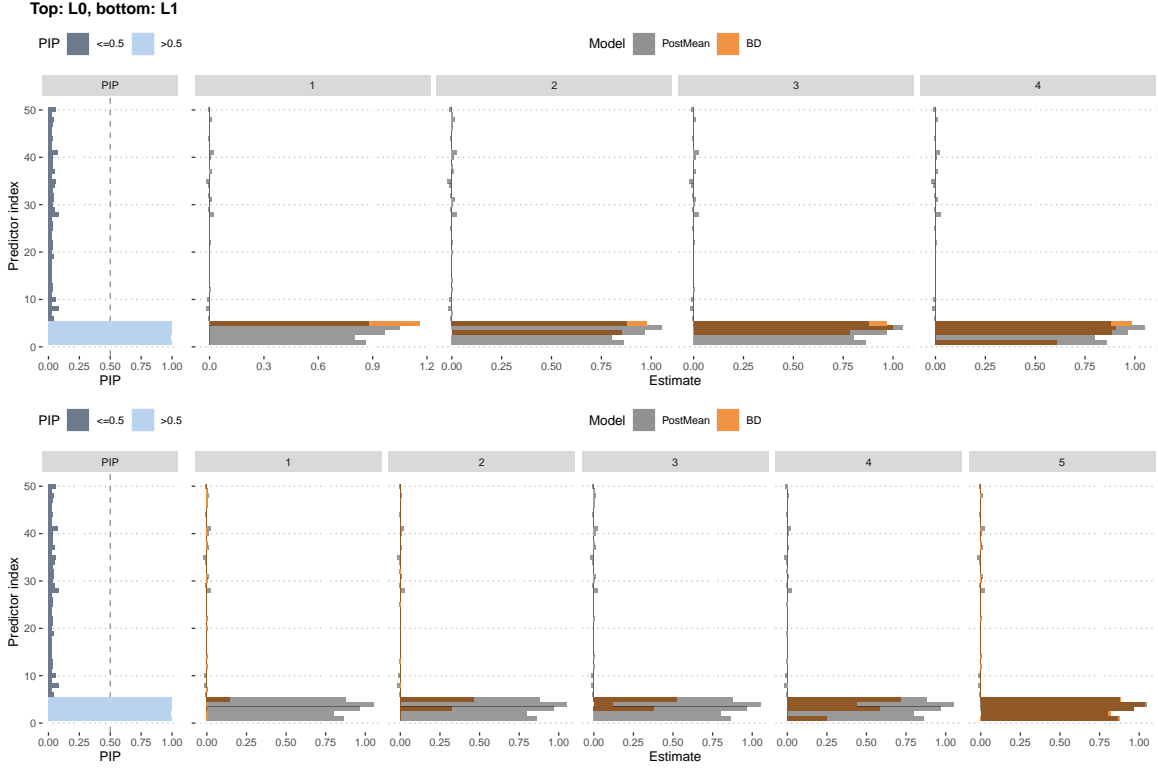 Top: L0, bottom: L1
PIP <=0.5 >0.5 Model PostMean BD
PIP 1 2 3 4
50
40
30
20
10
0
Predictor index
0.00 0.25 0.50 0.75 1.00 0.0 0.3 0.6 0.9 1.2 0.00 0.25 0.50 0.75 1.00 0.00 0.25 0.50 0.75 1.00 0.00 0.25 0.50 0.75 1.00
PIP Estimate
PIP <=0.5 >0.5 Model PostMean BD
PIP 1 2 3 4 5
50
40
30
20
10
0
Predictor index
0.00 0.25 0.50 0.75 1.00 0.00 0.25 0.50 0.75 1.00 0.00 0.25 0.50 0.75 1.00 0.00 0.25 0.50 0.75 1.00 0.00 0.25 0.50 0.75 1.00 0.00 0.25 0.50 0.75 1.00
PIP Estimate